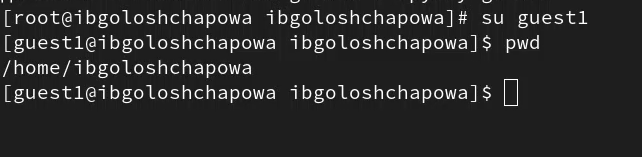 [root@ibgoloshchapowa ibgoloshchapowa]# su guest1
[guest1@ibgoloshchapowa ibgoloshchapowa]$ pwd
/home/ibgoloshchapowa
[guest1@ibgoloshchapowa ibgoloshchapowa]$